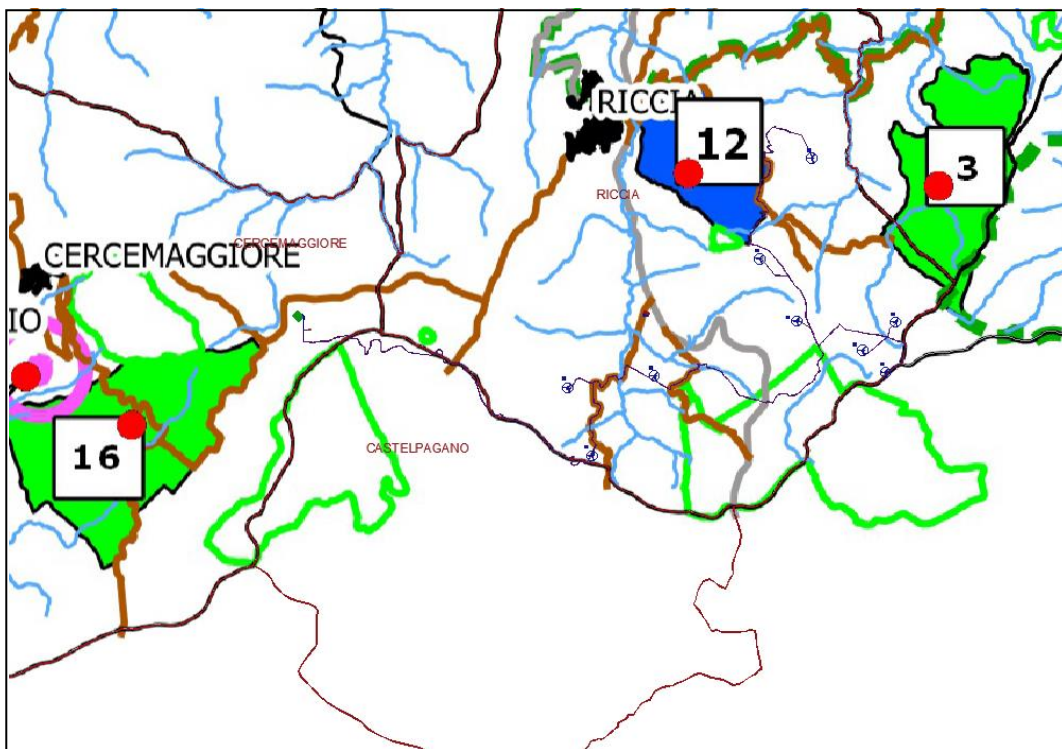 RICCIA
12
3
RICCIA
CERCEMAGGIORE
CERCEMAGGIORE
IO
16
CASTELPAGANO